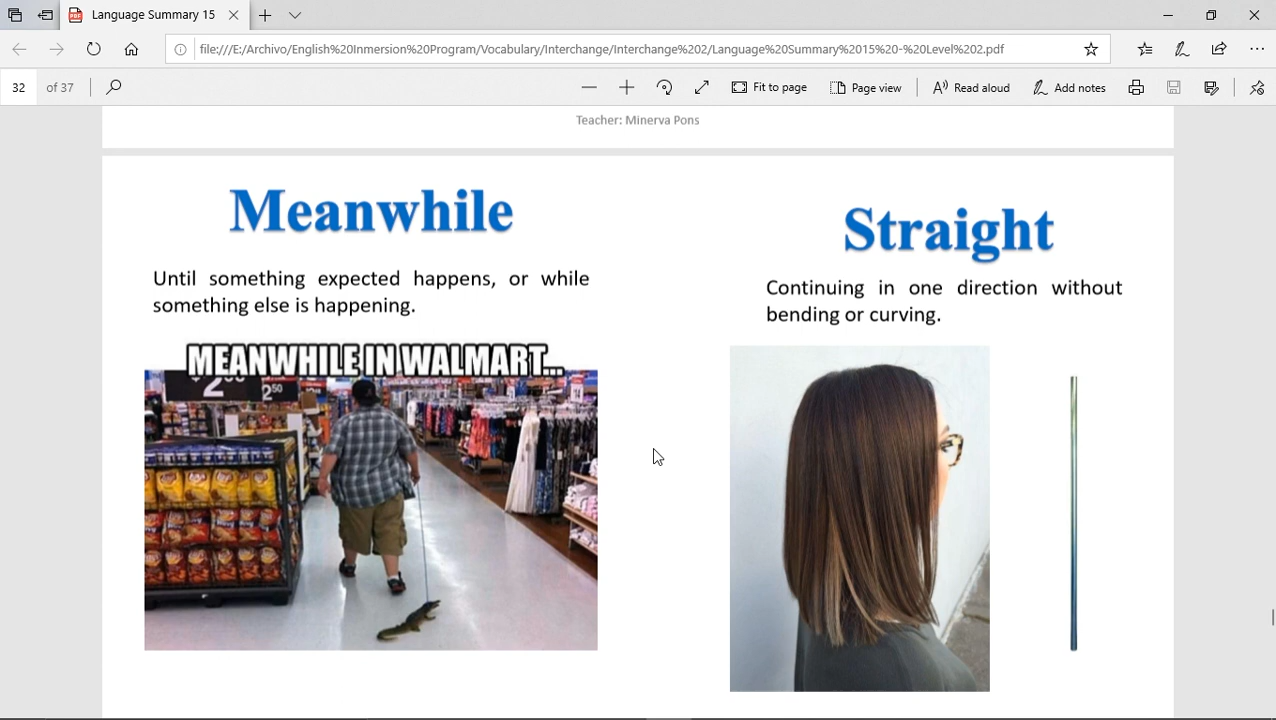 Language Summary 15
file:///E:/Archivo/English%20Inmersion%20Program/Vocabulary/Interchange/Interchange%202/Language%20Summary%2015%20-%20Level%202.pdf
32 of 37
Fit to page
Page view
Read aloud
Add notes
Teacher: Minerva Pons
Meanwhile
Until something expected happens, or while
something else is happening.
MEANWHILE IN WALMART...
2 50
Straight
Continuing in one direction without
bending or curving.